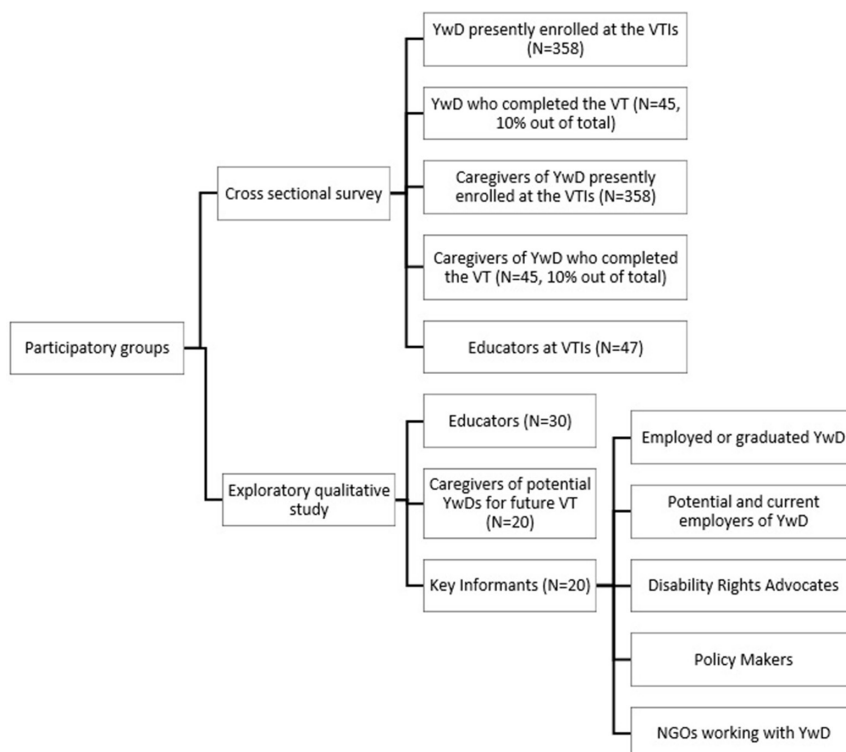 YwD presently enrolled at the VTIs
(N=358)
YwD who completed the VT (N=45,
10% out of total)
Cross sectional survey
Caregivers of YwD presently
enrolled at the VTIs (N=358)
Caregivers of YwD who completed
the VT (N=45, 10% out of total)
Educators at VTIs (N=47)
Participatory groups
Exploratory qualitative
study
Educators (N=30)
Caregivers of potential
YwDs for future VT
(N=20)
Key Informants (N=20)
Employed or graduated YwD
Potential and current
employers of YwD
Disability Rights Advocates
Policy Makers
NGOs working with YwD